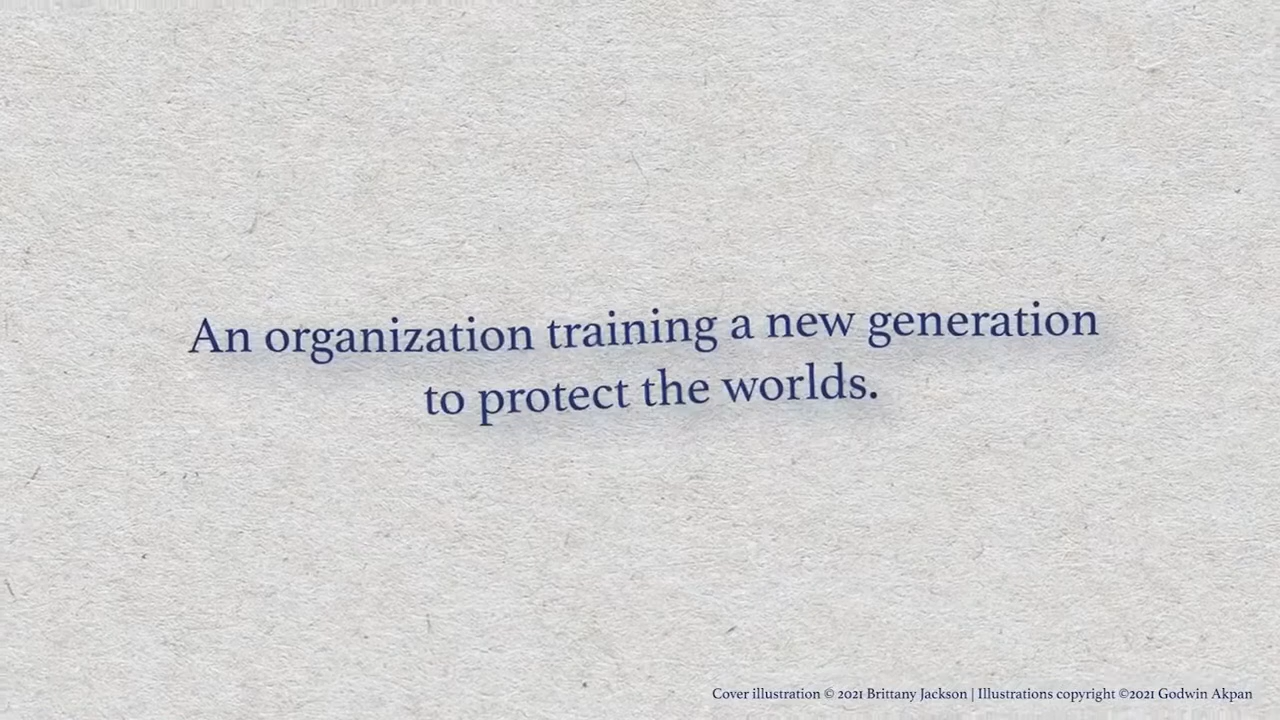 An organization training a new generation
to protect the worlds.
Cover illustration © 2021 Brittany Jackson | Illustrations copyright ©2021 Godwin Akpan